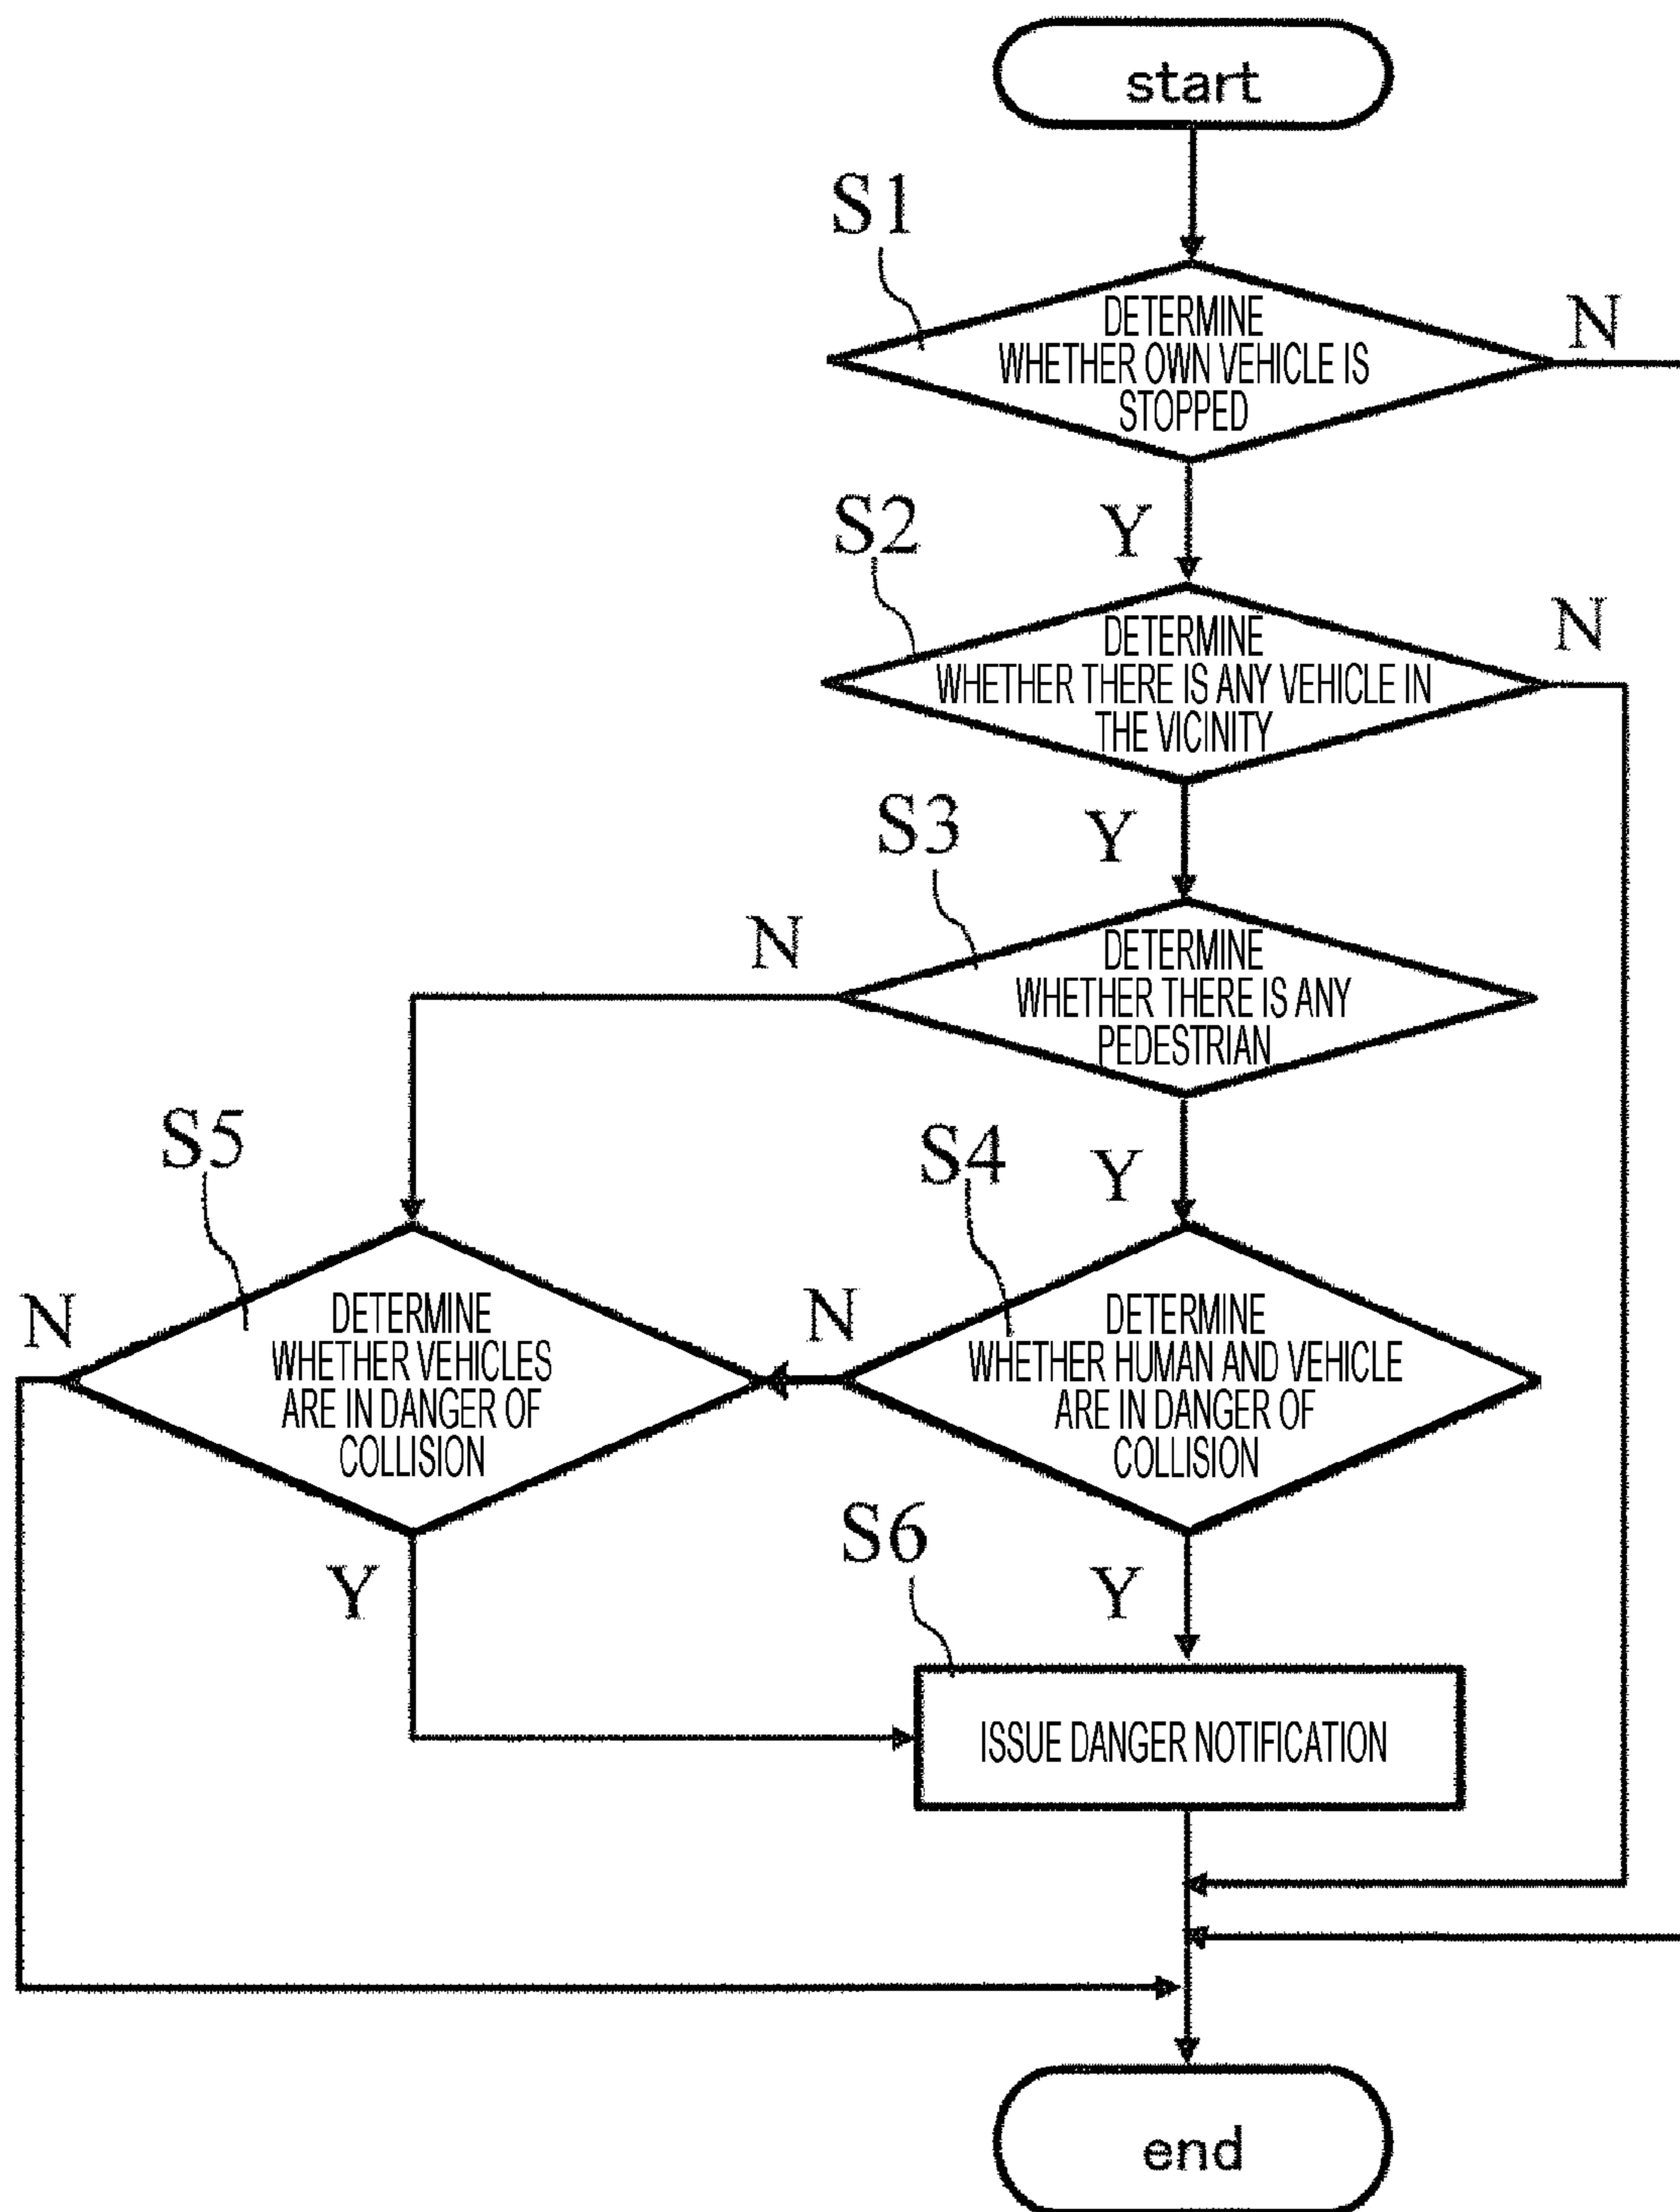 start
S1
DETERMINE
WHETHER OWN VEHICLE IS
STOPPED
N
Y
S2
DETERMINE
WHETHER THERE IS ANY VEHICLE IN
THE VICINITY
N
Y
S3
DETERMINE
WHETHER THERE IS ANY
PEDESTRIAN
N
Y
S5
DETERMINE
WHETHER VEHICLES
ARE IN DANGER OF
COLLISION
N
Y
S4
DETERMINE
WHETHER HUMAN AND VEHICLE
ARE IN DANGER OF
COLLISION
N
Y
S6
ISSUE DANGER NOTIFICATION
end